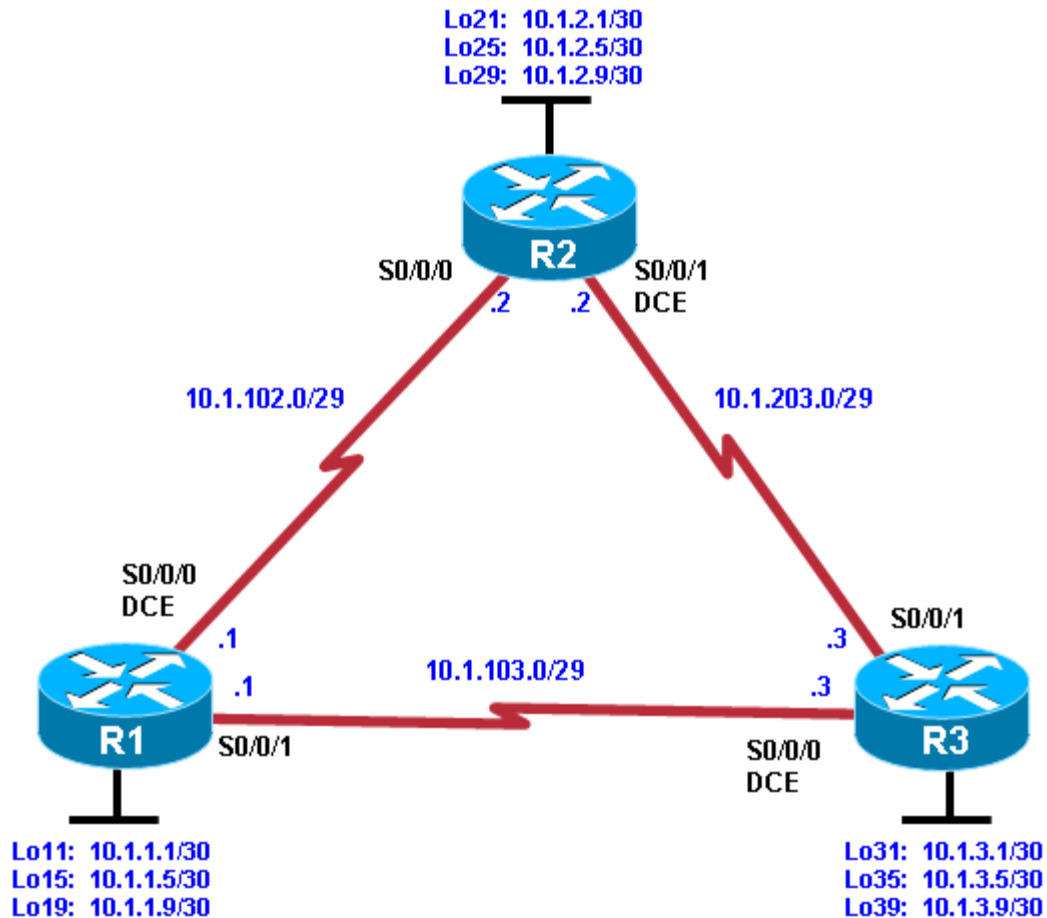 Lo21: 10.1.2.1/30
Lo25: 10.1.2.5/30
Lo29: 10.1.2.9/30
R2
S0/0/0
S0/0/1
DCE
.2
.2
10.1.102.0/29
10.1.203.0/29
S0/0/0
DCE
S0/0/1
.1
.3
10.1.103.0/29
.1
.3
R1
S0/0/1
S0/0/0
DCE
R3
Lo11: 10.1.1.1/30
Lo15: 10.1.1.5/30
Lo19: 10.1.1.9/30
Lo31: 10.1.3.1/30
Lo35: 10.1.3.5/30
Lo39: 10.1.3.9/30